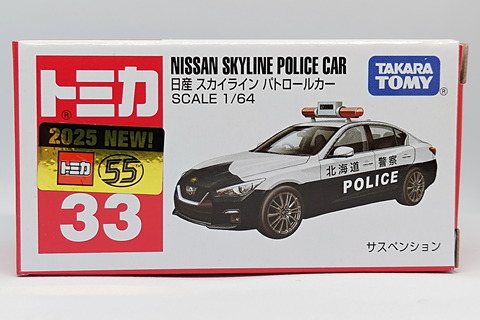 トミカ®
2025 NEW!
トミカ 55th
33
NISSAN SKYLINE POLICE CAR
日産 スカイライン パトロールカー
SCALE 1/64
TAKARA TOMY®
北海道 警察
POLICE
サスペンション